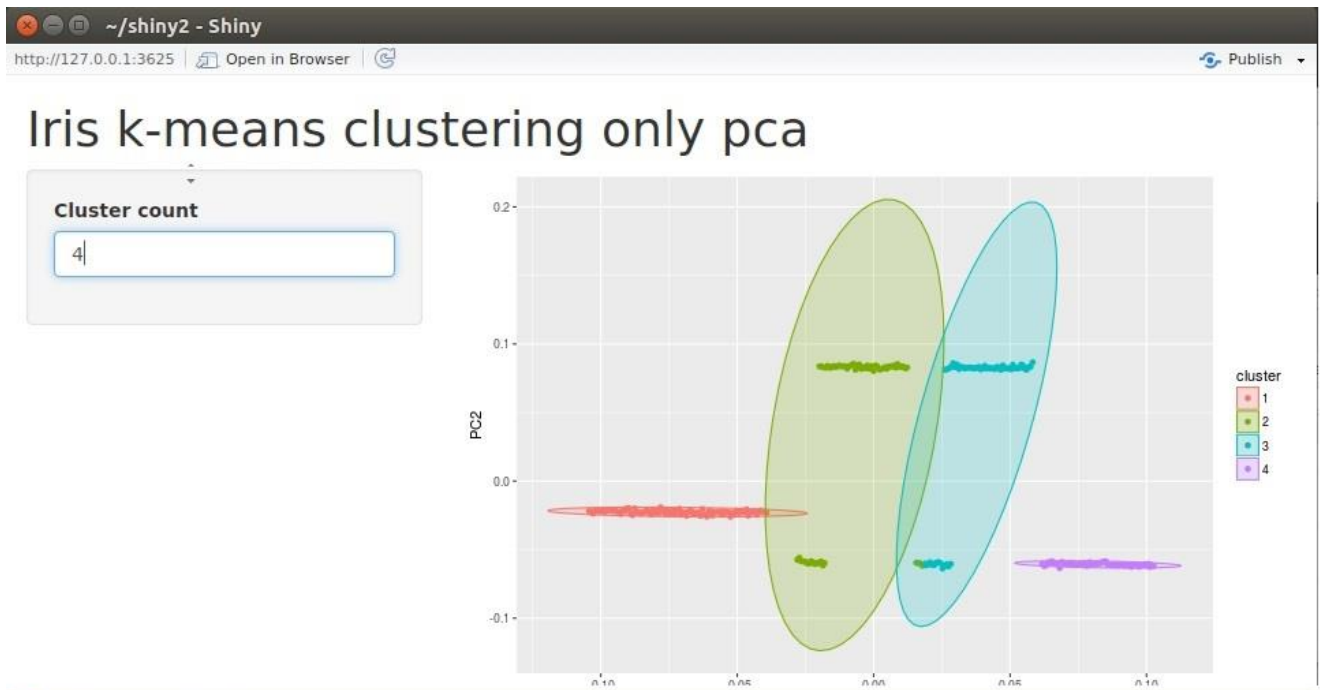 ~/shiny2 - Shiny
http://127.0.0.1:3625 Open in Browser Publish
Iris k-means clustering only pca
Cluster count
4
0.2
0.1
0.0
-0.1
PC2
cluster
1
2
3
4